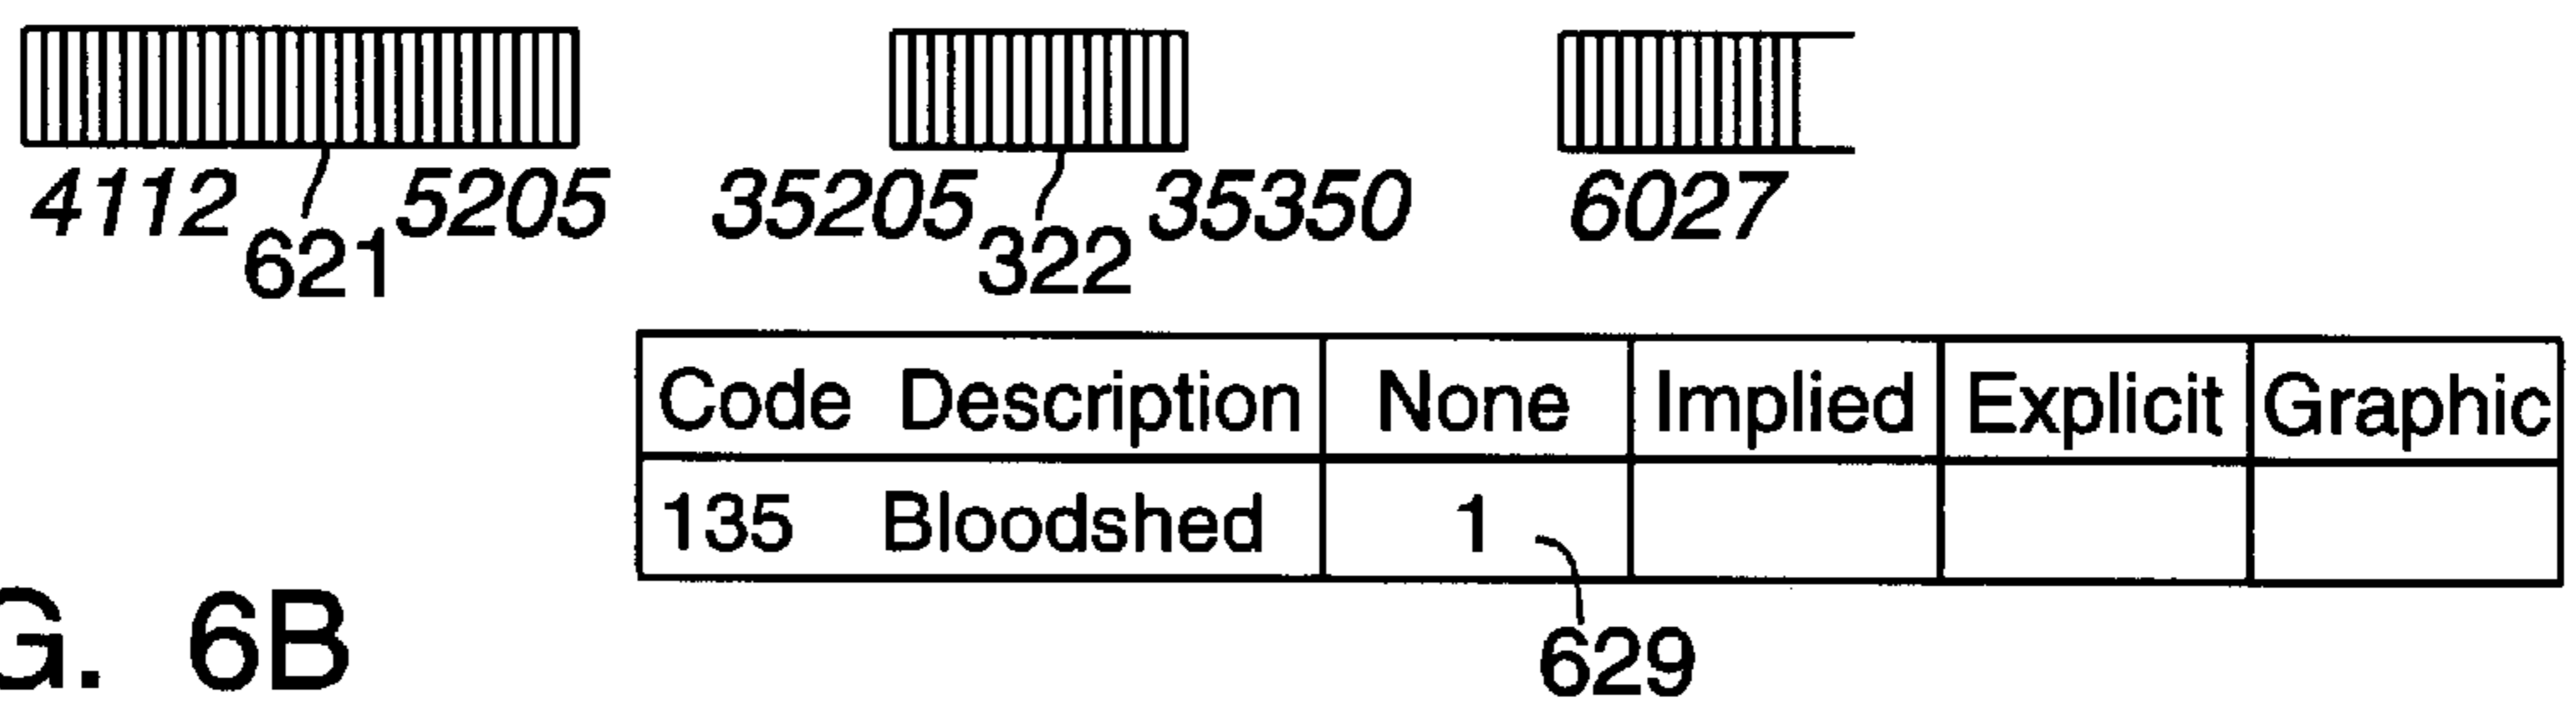 4112 621 5205 35205 322 35350 6027
Code Description None Implied Explicit Graphic
135 Bloodshed 1
629
G. 6B